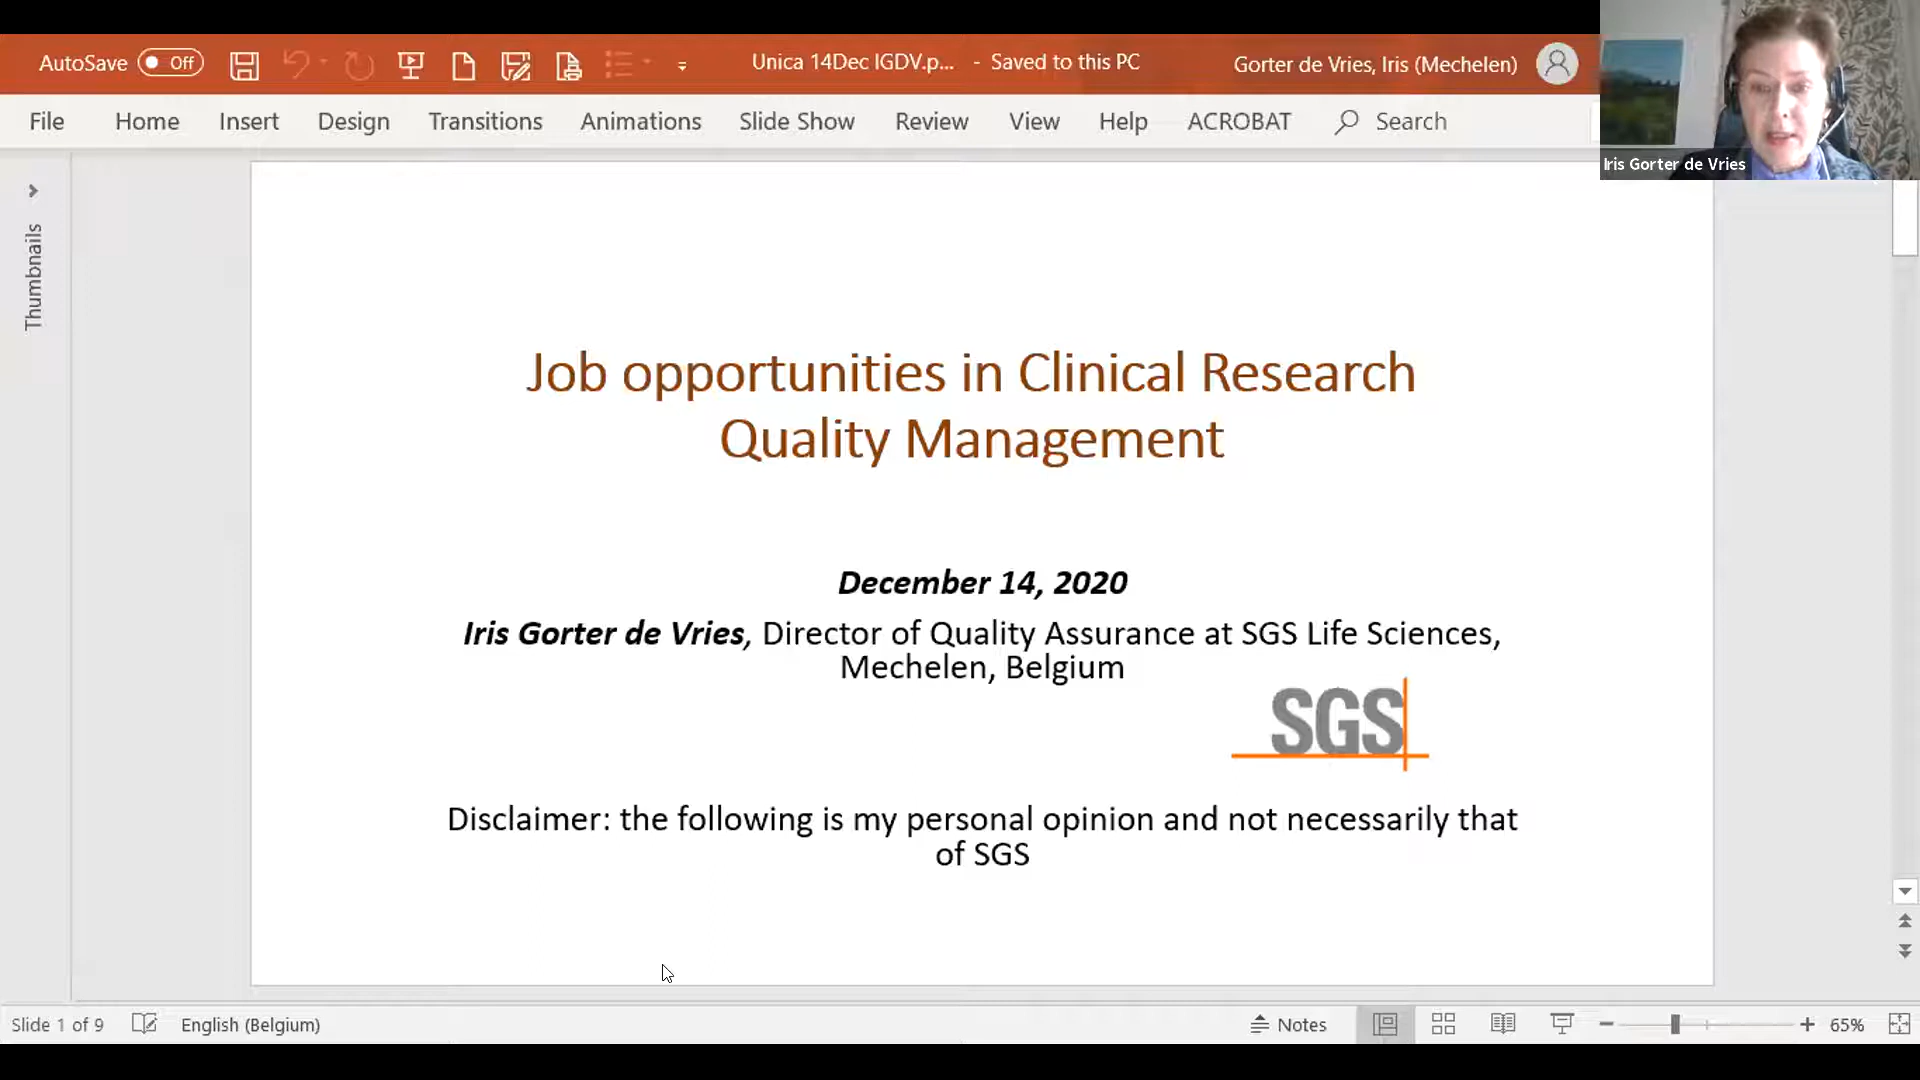 AutoSave Off Unica 14Dec IGDV.p... - Saved to this PC Gorter de Vries, Iris (Mechelen)
File Home Insert Design Transitions Animations Slide Show Review View Help ACROBAT Search
Iris Gorter de Vries
Thumbnails
Job opportunities in Clinical Research
Quality Management
December 14, 2020
Iris Gorter de Vries, Director of Quality Assurance at SGS Life Sciences,
Mechelen, Belgium
SGS
Disclaimer: the following is my personal opinion and not necessarily that
of SGS
Slide 1 of 9 English (Belgium) Notes 65%